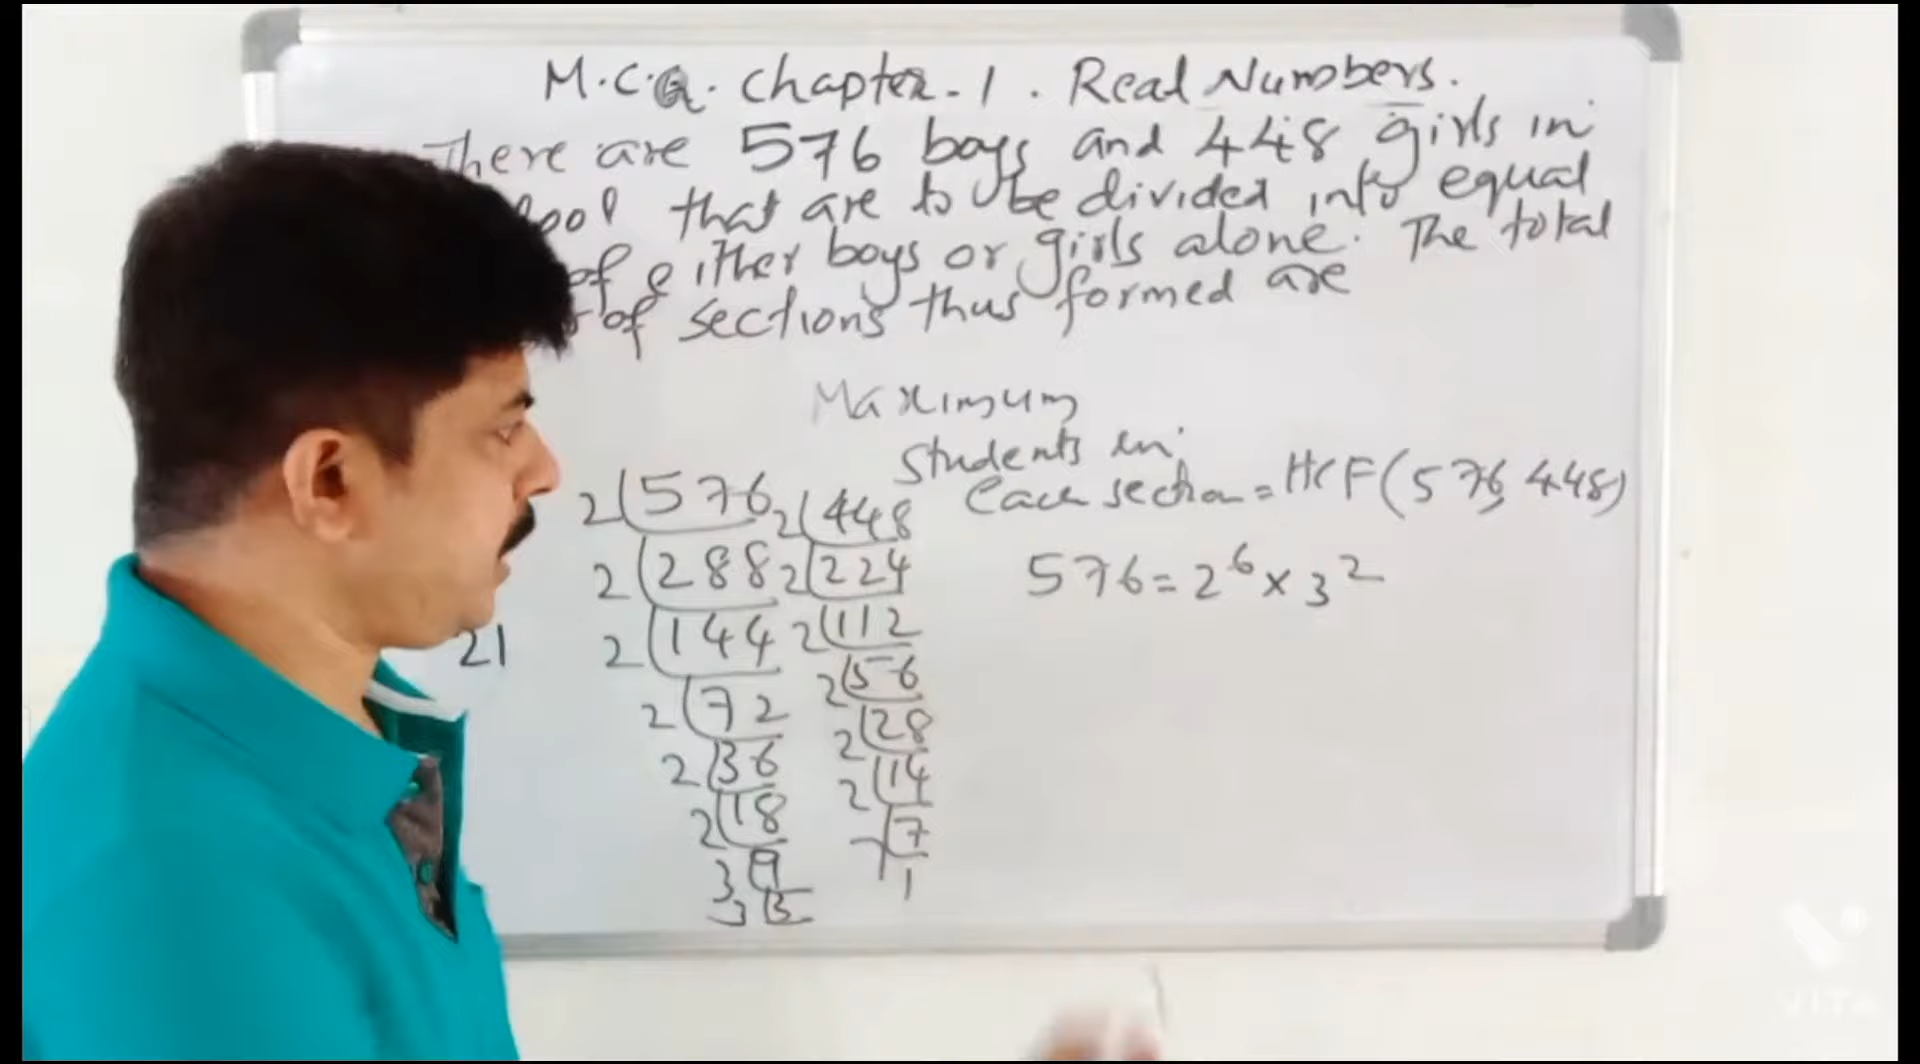 M.C.Q. Chapter-1. Real Numbers.
There are 576 boys and 448 girls in
that are to be divided into equal
of either boys or girls alone. The total
of sections thus formed are
Maximum
Students in
Each section = HCF(576, 448)
2 576 2 448
2 288 2 224
2 144 2 112
2 72 2 56
2 36 2 28
2 18 2 14
3 9 7 7
3 3 1
576 = 2⁶ × 3²
21
VITA